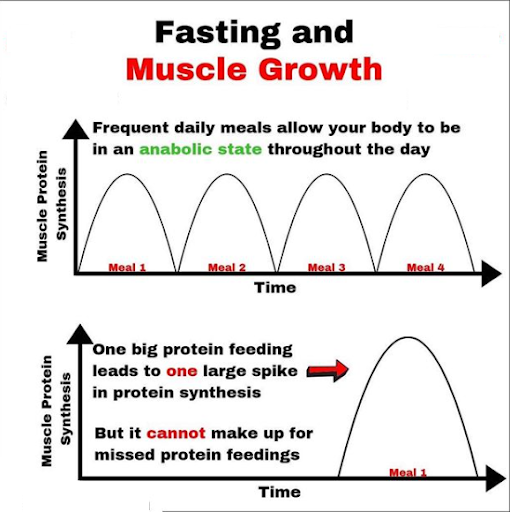 Fasting and
Muscle Growth
Muscle Protein
Synthesis
Frequent daily meals allow your body to be
in an anabolic state throughout the day
Meal 1 Meal 2 Meal 3 Meal 4
Time
Muscle Protein
Synthesis
One big protein feeding
leads to one large spike
in protein synthesis
But it cannot make up for
missed protein feedings
Meal 1
Time